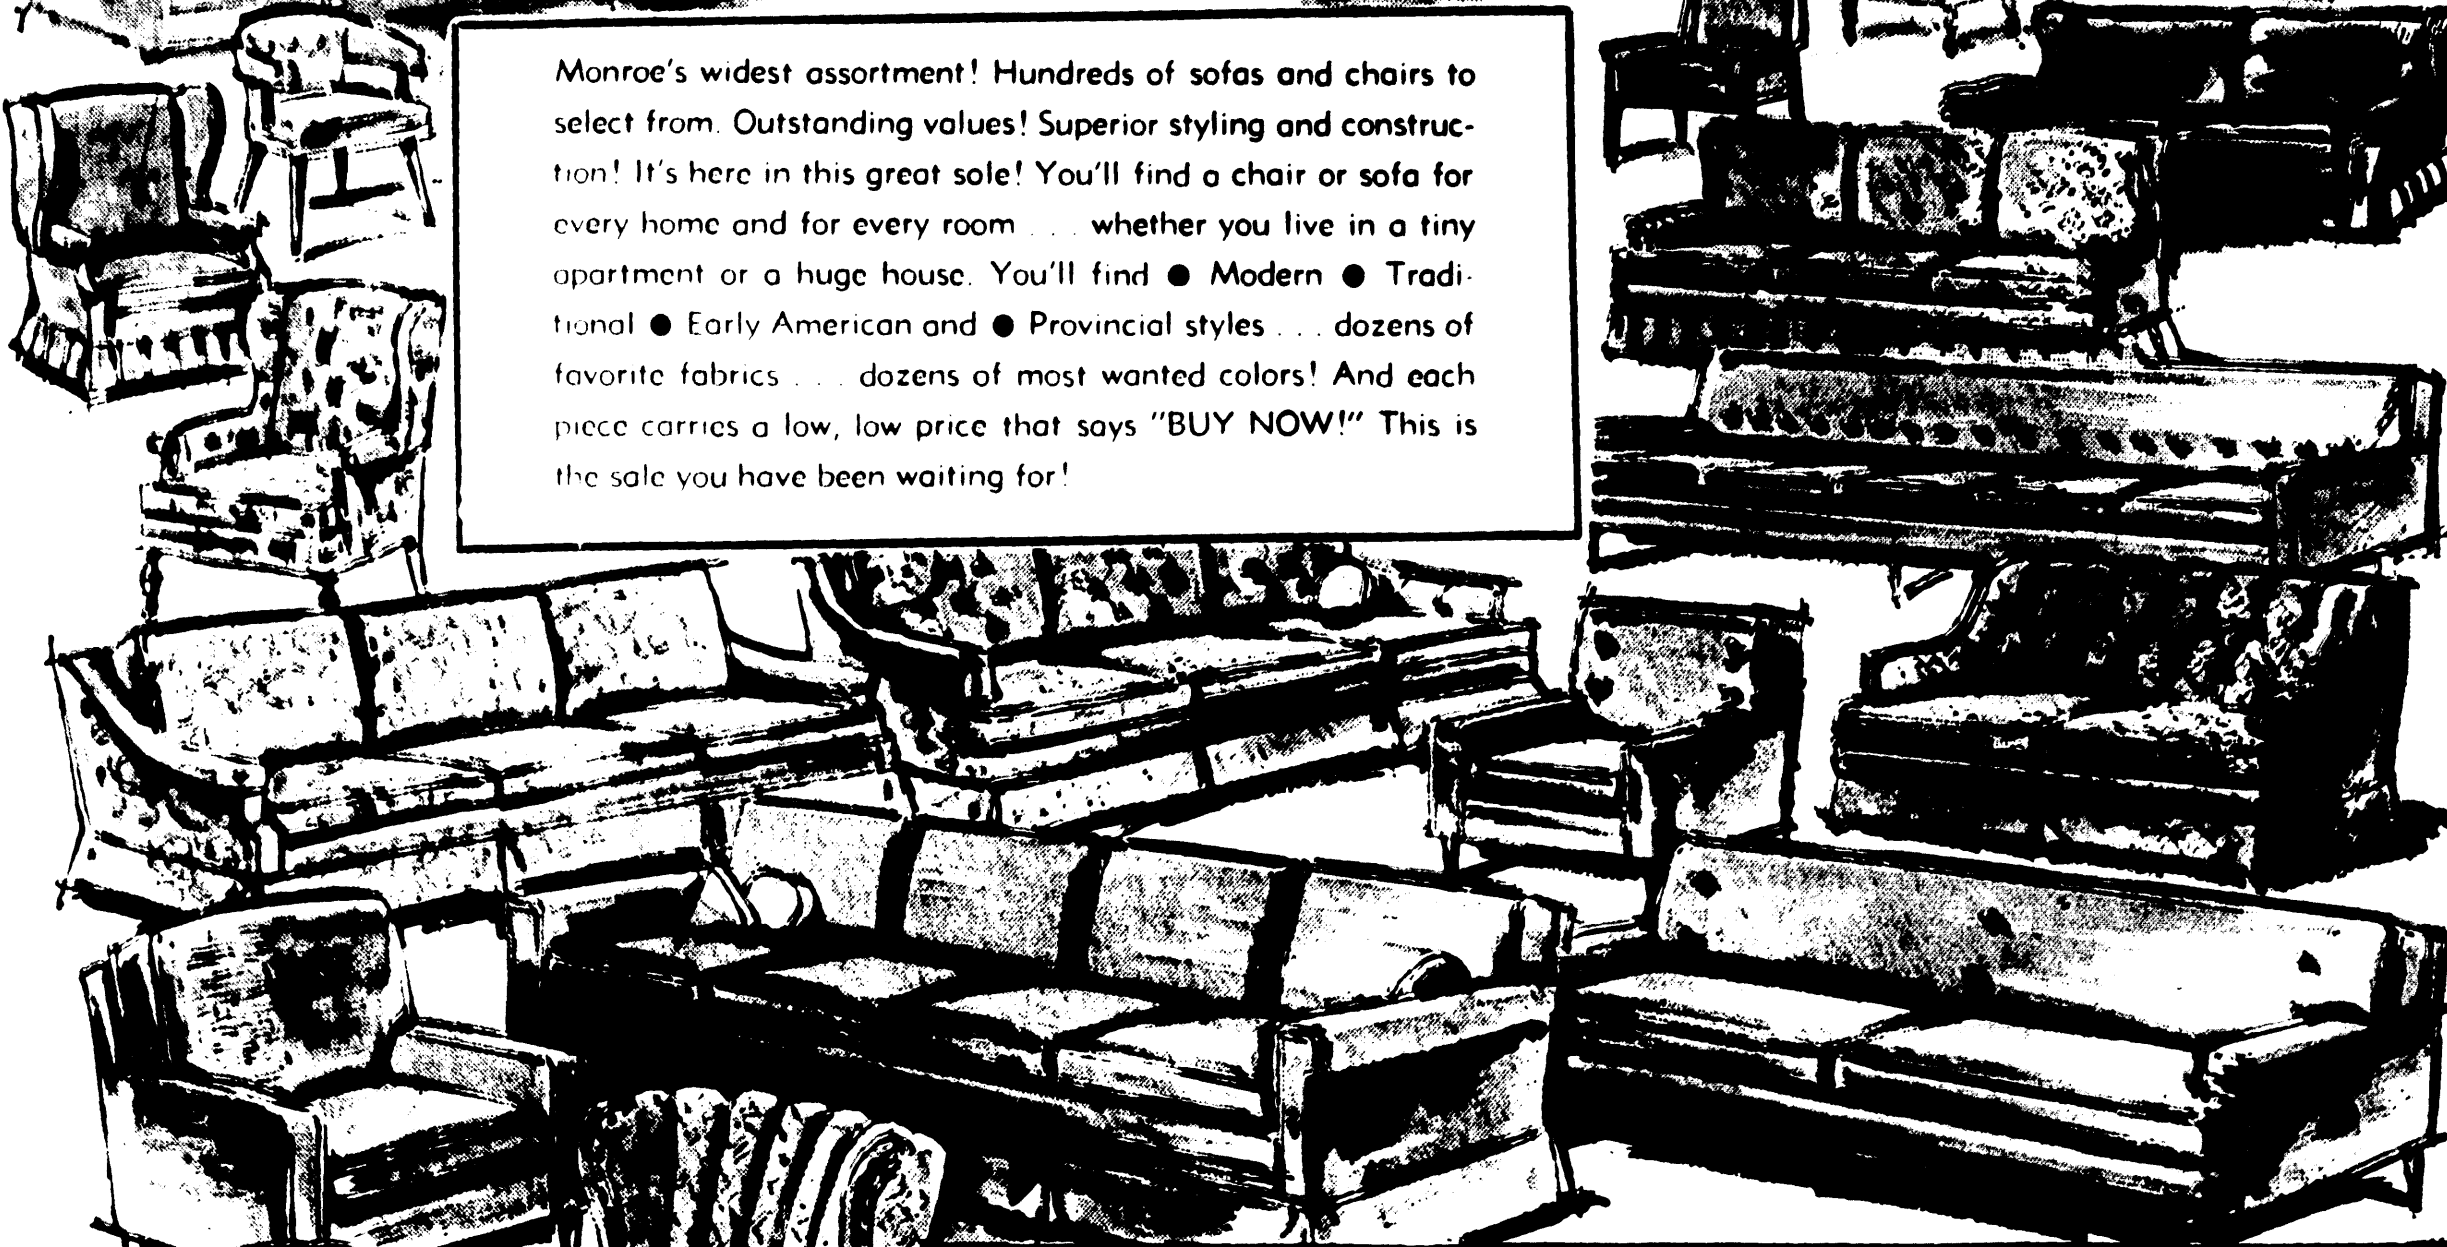 Monroe's widest assortment! Hundreds of sofas and chairs to
select from. Outstanding values! Superior styling and construc-
tion! It's here in this great sale! You'll find a chair or sofa for
every home and for every room . . . whether you live in a tiny
apartment or a huge house. You'll find ● Modern ● Tradi-
tional ● Early American and ● Provincial styles . . . dozens of
favorite fabrics . . . dozens of most wanted colors! And each
piece carries a low, low price that says "BUY NOW!" This is
the sale you have been waiting for!